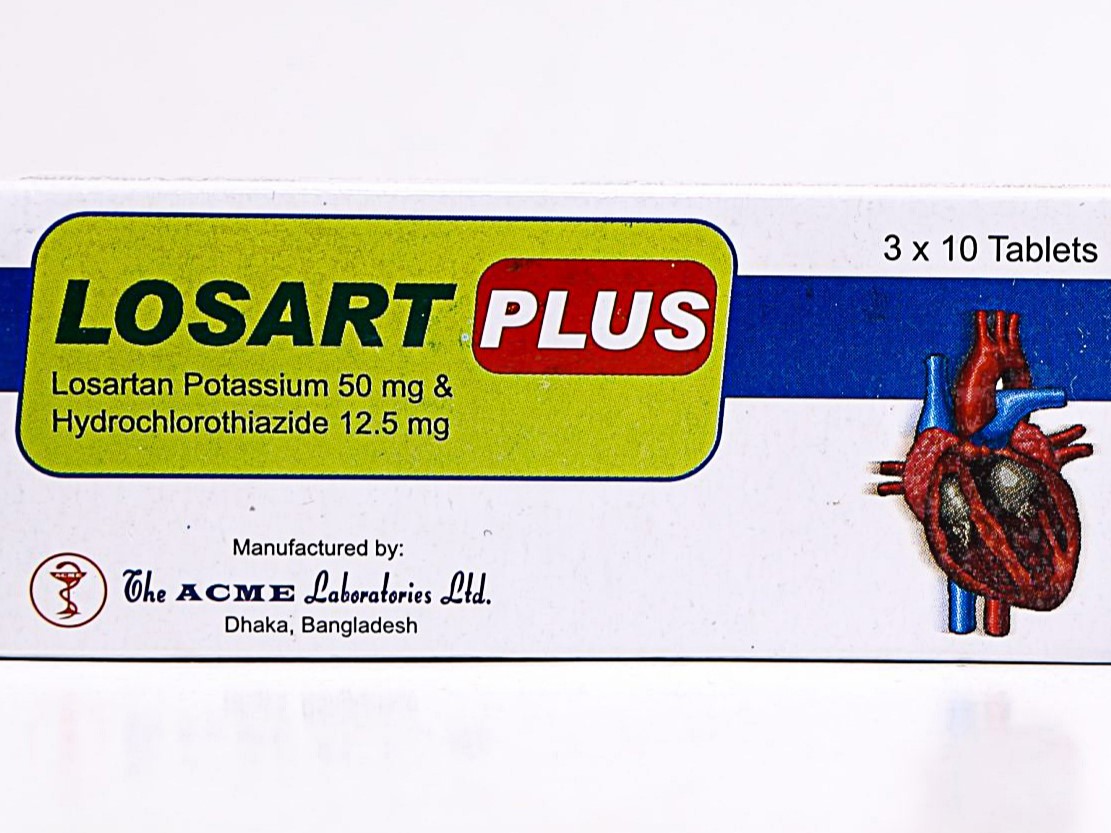 3 x 10 Tablets
LOSART PLUS
Losartan Potassium 50 mg &
Hydrochlorothiazide 12.5 mg
Manufactured by:
The ACME Laboratories Ltd.
Dhaka, Bangladesh